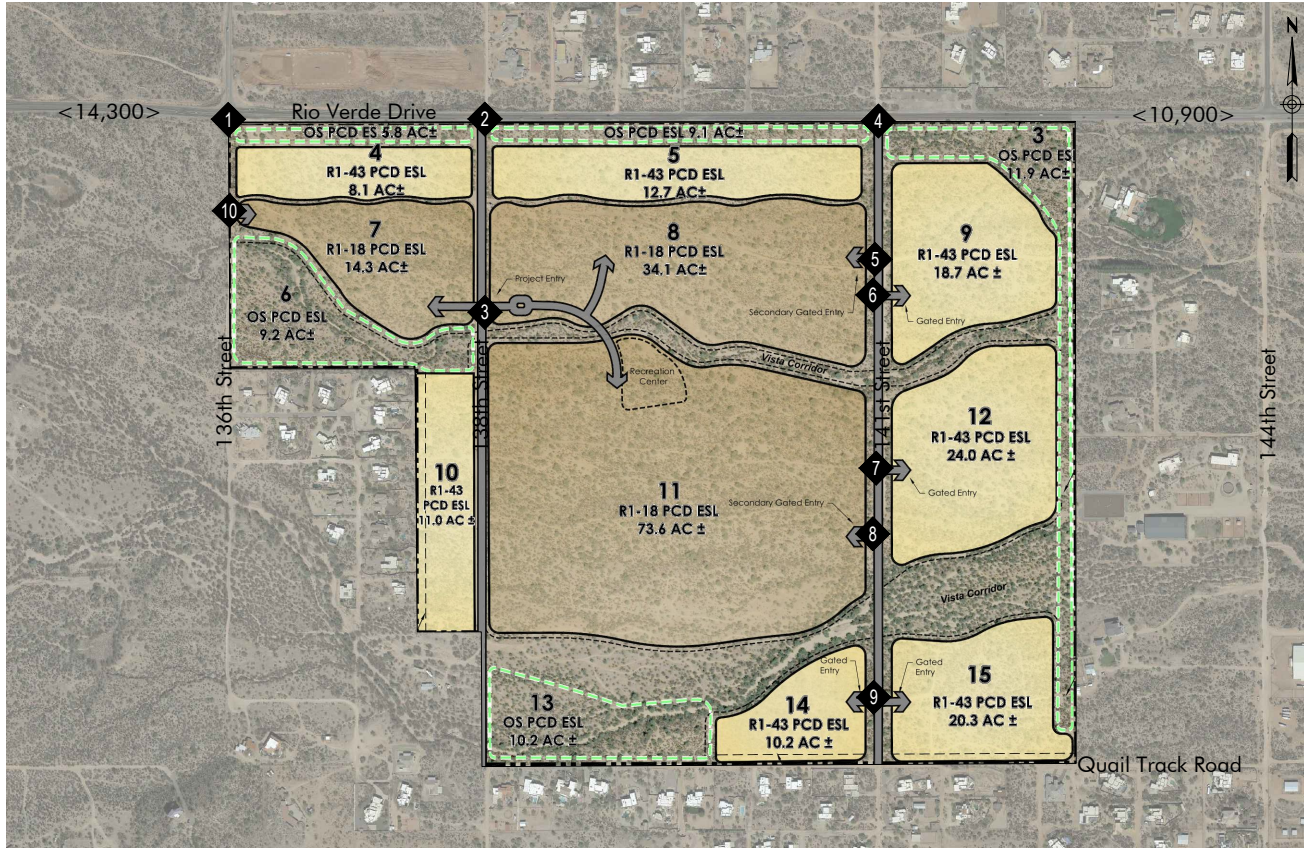 N
<14,300>
Rio Verde Drive
<10,900>
1
2
4
OS PCD ES 5.8 AC±
OS PCD ESL 9.1 AC±
3
OS PCD ES
11.9 AC±
4
R1-43 PCD ESL
8.1 AC±
5
R1-43 PCD ESL
12.7 AC±
10
7
R1-18 PCD ESL
14.3 AC±
8
R1-18 PCD ESL
34.1 AC±
9
R1-43 PCD ESL
18.7 AC ±
5
6
Project Entry
Secondary Gated Entry
Gated Entry
3
6
OS PCD ESL
9.2 AC±
136th Street
138th Street
141st Street
144th Street
Vista Corridor
Recreation
Center
12
R1-43 PCD ESL
24.0 AC ±
10
R1-43
PCD ESL
11.0 AC ±
7
Gated Entry
11
R1-18 PCD ESL
73.6 AC ±
Secondary Gated Entry
8
Vista Corridor
13
OS PCD ESL
10.2 AC ±
Gated
Entry
9
Gated
Entry
14
R1-43 PCD ESL
10.2 AC ±
15
R1-43 PCD ESL
20.3 AC ±
Quail Track Road